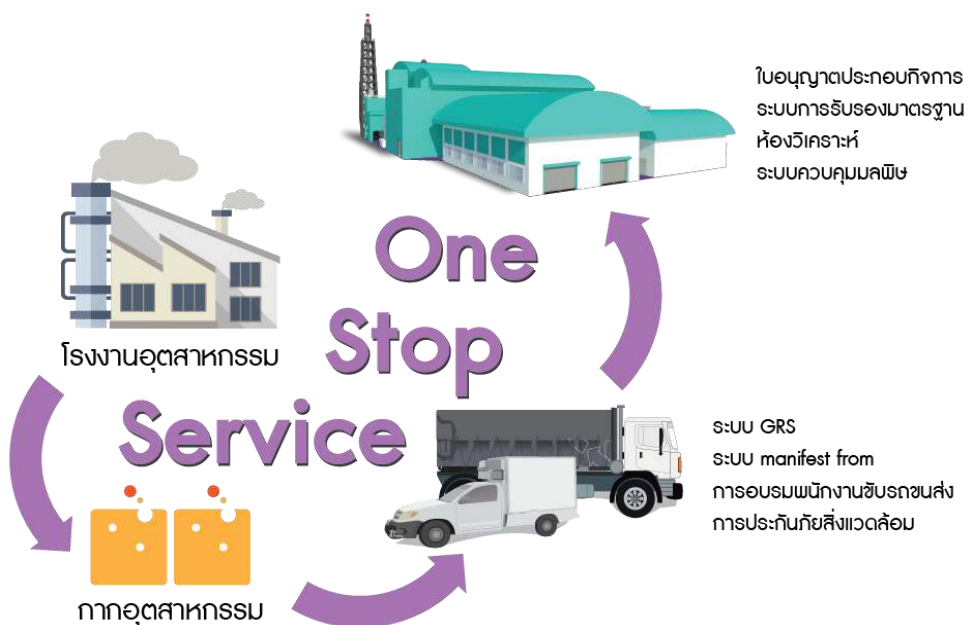 ใบอนุญาตประกอบกิจการ
ระบบการรับรองมาตรฐาน
ห้องวิเคราะห์
ระบบควบคุมมลพิษ
One
Stop
Service
โรงงานอุตสาหกรรม
ระบบ GRS
ระบบ manifest from
การอบรมพนักงานขับรถขนส่ง
การประกันภัยสิ่งแวดล้อม
กากอุตสาหกรรม